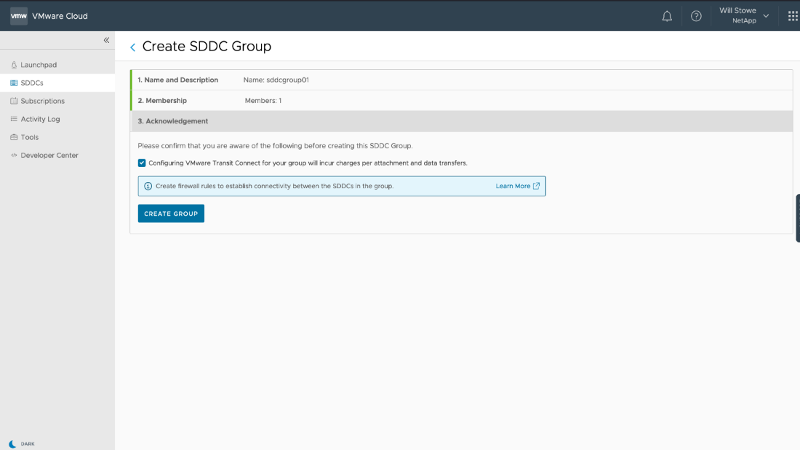 vmw VMware Cloud
Will Stowe
NetApp
Launchpad
SDDCs
Subscriptions
Activity Log
Tools
Developer Center
DARK
Create SDDC Group
1. Name and Description Name: sddcgroup01
2. Membership Members: 1
3. Acknowledgement
Please confirm that you are aware of the following before creating this SDDC Group.
Configuring VMware Transit Connect for your group will incur charges per attachment and data transfers.
Create firewall rules to establish connectivity between the SDDCs in the group. Learn More
CREATE GROUP